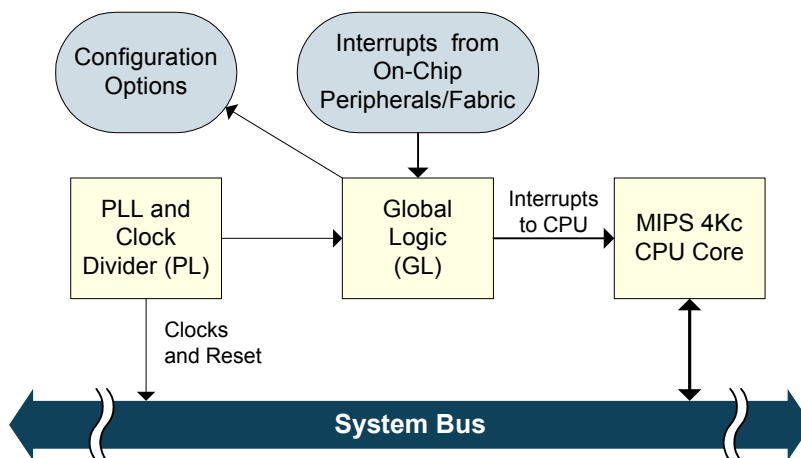 Configuration
Options
Interrupts from
On-Chip
Peripherals/Fabric
PLL and
Clock
Divider (PL)
Global
Logic
(GL)
Interrupts
to CPU
MIPS 4Kc
CPU Core
Clocks
and Reset
System Bus